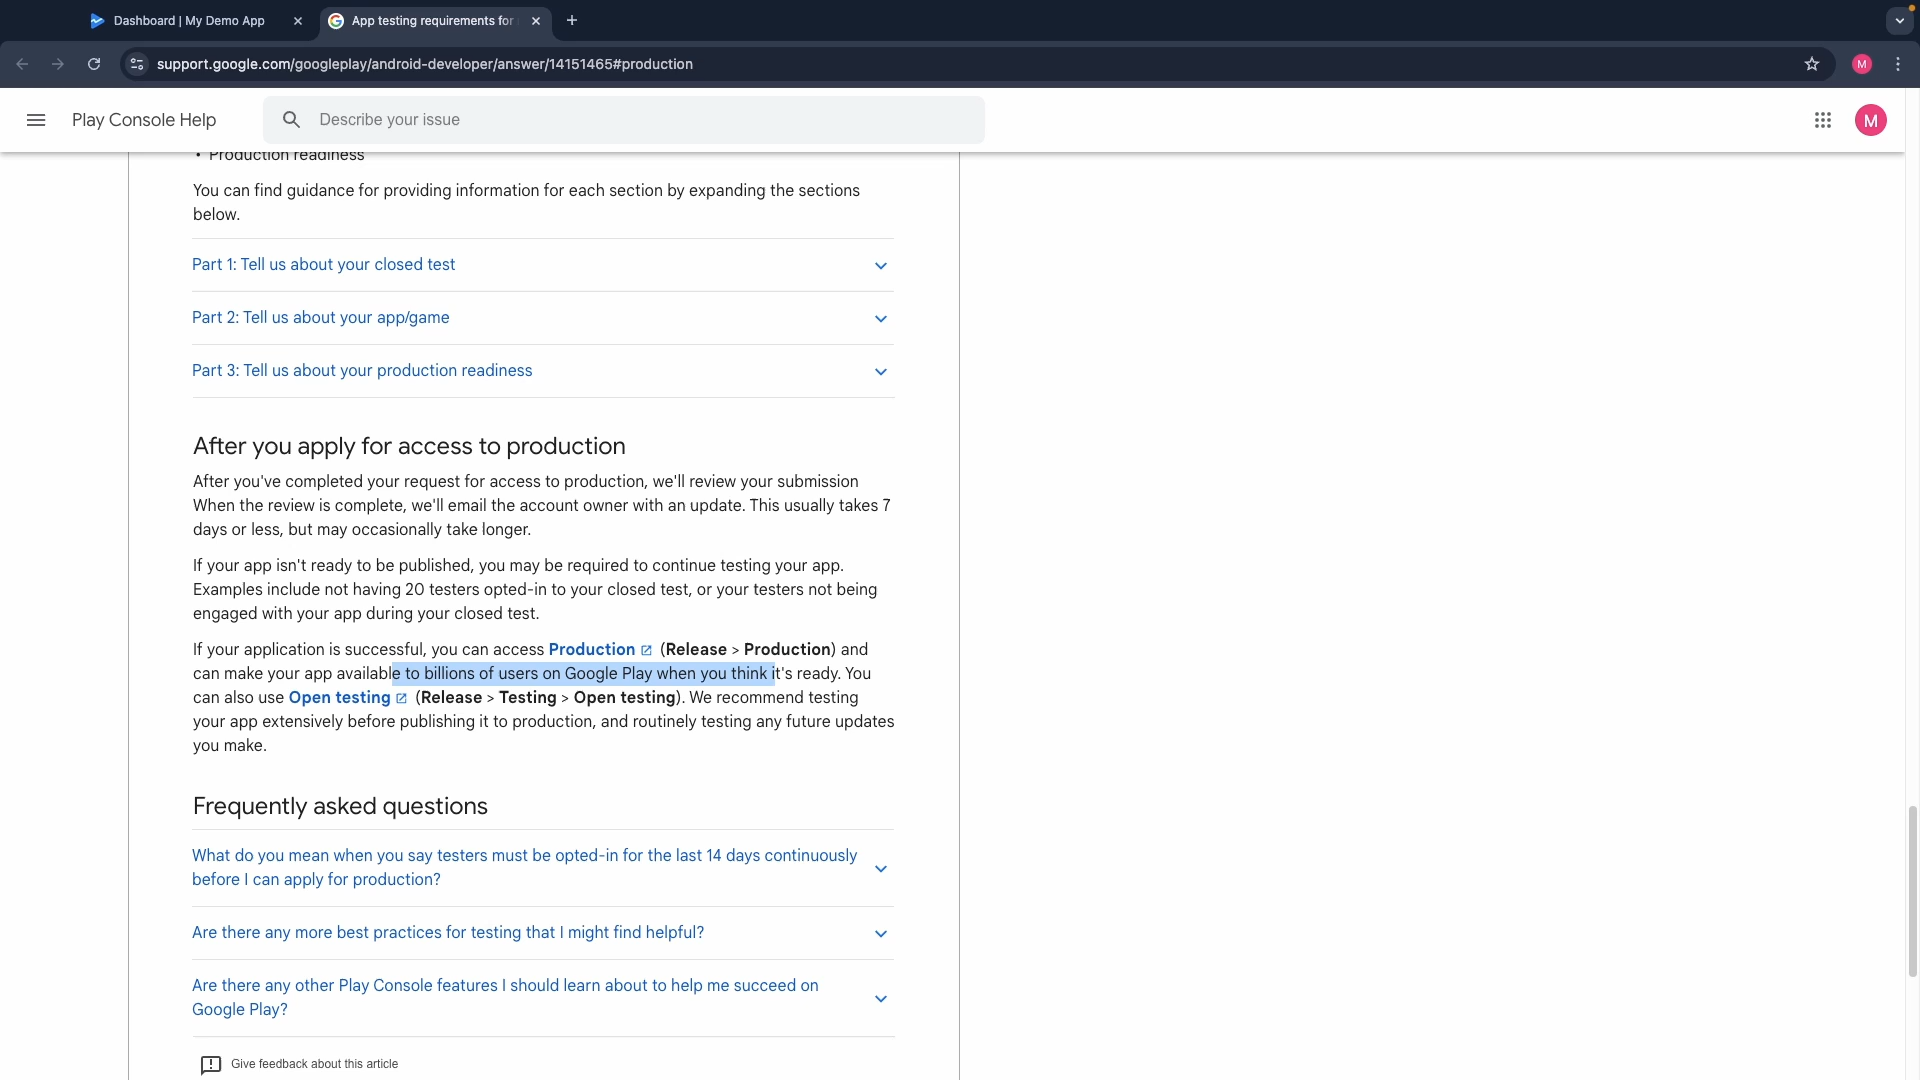 Dashboard | My Demo App
App testing requirements for
support.google.com/googleplay/android-developer/answer/14151465#production
M
Play Console Help
Describe your issue
M
• Production readiness
You can find guidance for providing information for each section by expanding the sections
below.
Part 1: Tell us about your closed test
Part 2: Tell us about your app/game
Part 3: Tell us about your production readiness
After you apply for access to production
After you've completed your request for access to production, we'll review your submission
When the review is complete, we'll email the account owner with an update. This usually takes 7
days or less, but may occasionally take longer.
If your app isn't ready to be published, you may be required to continue testing your app.
Examples include not having 20 testers opted-in to your closed test, or your testers not being
engaged with your app during your closed test.
If your application is successful, you can access Production (Release > Production) and
can make your app available to billions of users on Google Play when you think it's ready. You
can also use Open testing (Release > Testing > Open testing). We recommend testing
your app extensively before publishing it to production, and routinely testing any future updates
you make.
Frequently asked questions
What do you mean when you say testers must be opted-in for the last 14 days continuously
before I can apply for production?
Are there any more best practices for testing that I might find helpful?
Are there any other Play Console features I should learn about to help me succeed on
Google Play?
Give feedback about this article